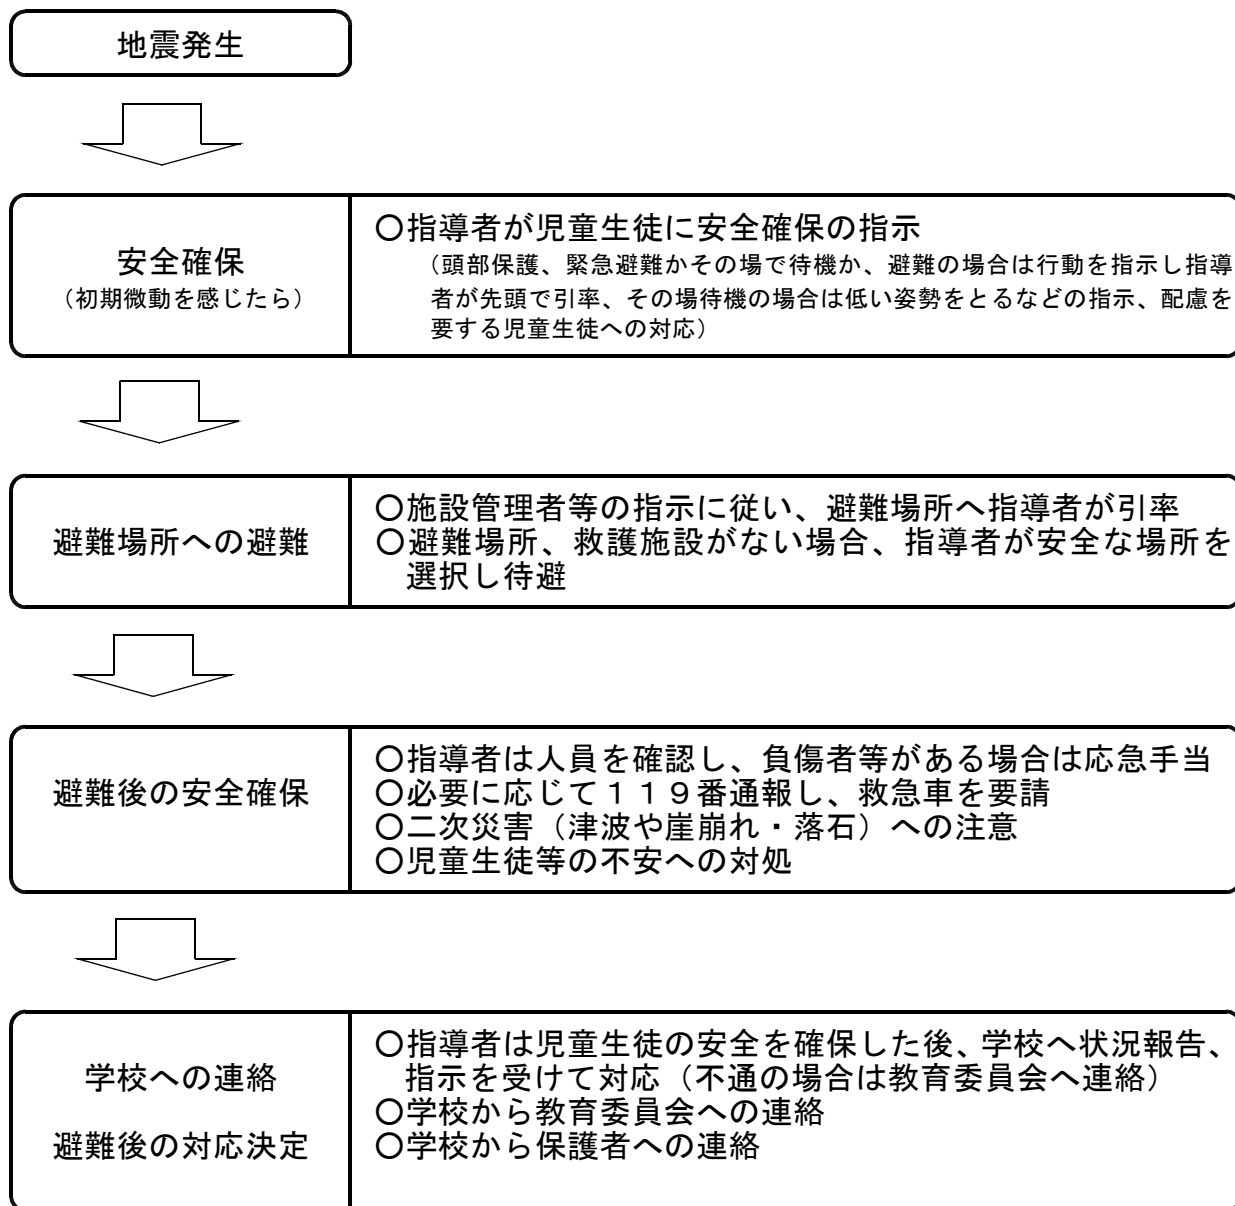 地震発生
安全確保
（初期微動を感じたら）
〇指導者が児童生徒に安全確保の指示
（頭部保護、緊急避難かその場で待機か、避難の場合は行動を指示し指導
者が先頭で引率、その場待機の場合は低い姿勢をとるなどの指示、配慮を
要する児童生徒への対応）
避難場所への避難
〇施設管理者等の指示に従い、避難場所へ指導者が引率
〇避難場所、救護施設がない場合、指導者が安全な場所を
選択し待避
避難後の安全確保
〇指導者は人員を確認し、負傷者等がある場合は応急手当
〇必要に応じて１１９番通報し、救急車を要請
〇二次災害（津波や崖崩れ・落石）への注意
〇児童生徒等の不安への対処
学校への連絡
避難後の対応決定
〇指導者は児童生徒の安全を確保した後、学校へ状況報告、
指示を受けて対応（不通の場合は教育委員会へ連絡）
〇学校から教育委員会への連絡
〇学校から保護者への連絡